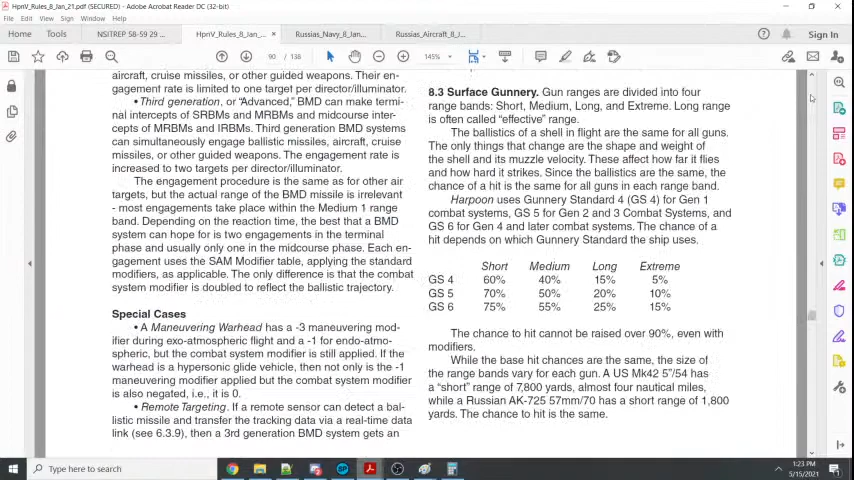 HpnV_Rules_8_Jan_21.pdf (SECURED) - Adobe Acrobat Reader DC (32-bit)
File Edit View Sign Window Help
Home Tools NSITREP 58-59 29 ... HpnV_Rules_8_Jan_... × Russias_Navy_8_Jan... Russias_Aircraft_8_J... Sign In
90 / 138 145%
aircraft, cruise missiles, or other guided weapons. Their en-
gagement rate is limited to one target per director/illuminator.
• Third generation, or "Advanced," BMD can make termi-
nal intercepts of SRBMs and MRBMs and midcourse inter-
cepts of MRBMs and IRBMs. Third generation BMD systems
can simultaneously engage ballistic missiles, aircraft, cruise
missiles, or other guided weapons. The engagement rate is
increased to two targets per director/illuminator.
The engagement procedure is the same as for other air
targets, but the actual range of the BMD missile is irrelevant
- most engagements take place within the Medium 1 range
band. Depending on the reaction time, the best that a BMD
system can hope for is two engagements in the terminal
phase and usually only one in the midcourse phase. Each en-
gagement uses the SAM Modifier table, applying the standard
modifiers, as applicable. The only difference is that the combat
system modifier is doubled to reflect the ballistic trajectory.
Special Cases
• A Maneuvering Warhead has a -3 maneuvering mod-
ifier during exo-atmospheric flight and a -1 for endo-atmo-
spheric, but the combat system modifier is still applied. If the
warhead is a hypersonic glide vehicle, then not only is the -1
maneuvering modifier applied but the combat system modifier
is also negated, i.e., it is 0.
• Remote Targeting. If a remote sensor can detect a bal-
listic missile and transfer the tracking data via a real-time data
link (see 6.3.9), then a 3rd generation BMD system gets an
8.3 Surface Gunnery. Gun ranges are divided into four
range bands: Short, Medium, Long, and Extreme. Long range
is often called "effective" range.
The ballistics of a shell in flight are the same for all guns.
The only things that change are the shape and weight of
the shell and its muzzle velocity. These affect how far it flies
and how hard it strikes. Since the ballistics are the same, the
chance of a hit is the same for all guns in each range band.
Harpoon uses Gunnery Standard 4 (GS 4) for Gen 1
combat systems, GS 5 for Gen 2 and 3 Combat Systems, and
GS 6 for Gen 4 and later combat systems. The chance of a
hit depends on which Gunnery Standard the ship uses.
Short Medium Long Extreme
GS 4 60% 40% 15% 5%
GS 5 70% 50% 20% 10%
GS 6 75% 55% 25% 15%
The chance to hit cannot be raised over 90%, even with
modifiers.
While the base hit chances are the same, the size of
the range bands vary for each gun. A US Mk42 5"/54 has
a "short" range of 7,800 yards, almost four nautical miles,
while a Russian AK-725 57mm/70 has a short range of 1,800
yards. The chance to hit is the same.
Type here to search
1:23 PM
5/15/2021